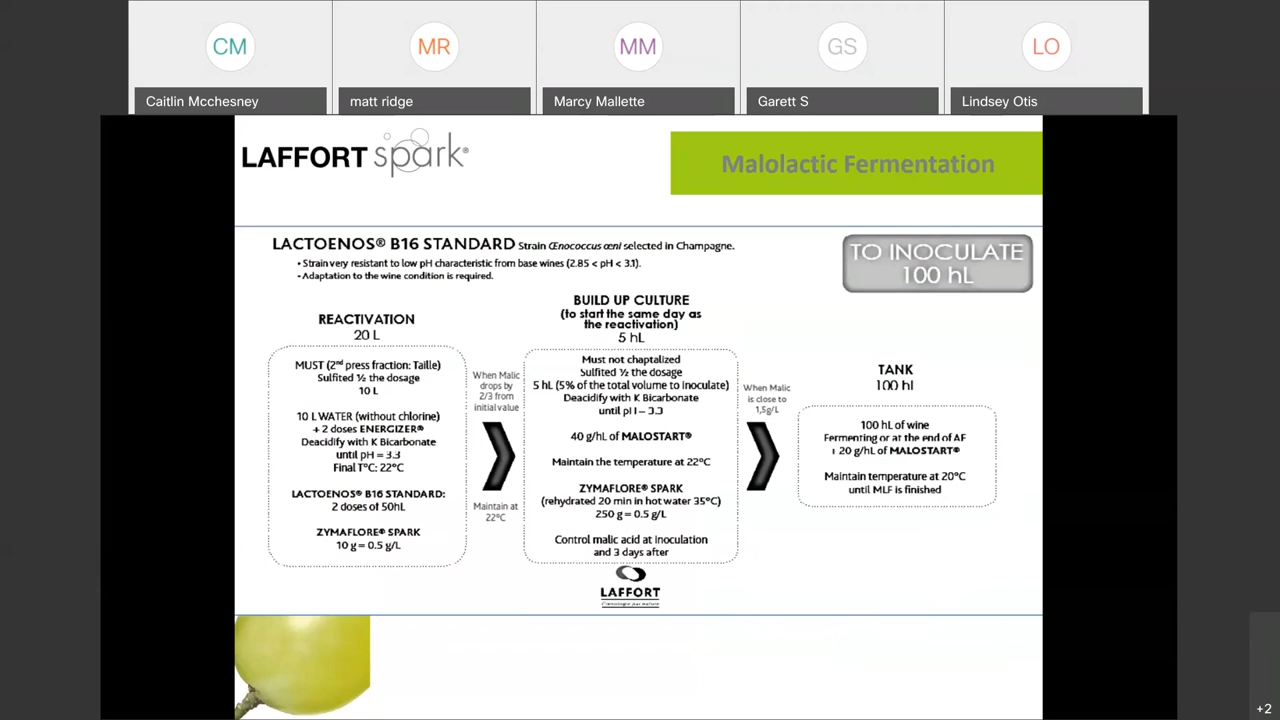 CM
MR
MM
GS
LO
Caitlin Mcchesney
matt ridge
Marcy Mallette
Garett S
Lindsey Otis
LAFFORT spark®
Malolactic Fermentation
LACTOENOS® B16 STANDARD Strain Œnococcus œni selected in Champagne.
• Strain very resistant to low pH characteristic from base wines (2.85 < pH < 3.1).
• Adaptation to the wine condition is required.
TO INOCULATE
100 hL
REACTIVATION
20 L
MUST (2nd press fraction: Taille)
Sulfited ½ the dosage
10 L
10 L WATER (without chlorine)
+ 2 doses ENERGIZER®
Deacidify with K Bicarbonate
until pH = 3.3
Final T°C: 22°C
LACTOENOS® B16 STANDARD:
2 doses of 50hL
ZYMAFLORE® SPARK
10 g = 0.5 g/L
When Malic
drops by
2/3 from
initial value
Maintain at
22°C
BUILD UP CULTURE
(to start the same day as
the reactivation)
5 hL
Must not chaptalized
Sulfited ½ the dosage
5 hL (5% of the total volume to inoculate)
Deacidify with K Bicarbonate
until pH = 3.3
40 g/hL of MALOSTART®
Maintain the temperature at 22°C
ZYMAFLORE® SPARK
(rehydrated 20 min in hot water 35°C)
250 g = 0.5 g/L
Control malic acid at inoculation
and 3 days after
When Malic
is close to
1,5g/L
TANK
100 hL
100 hL of wine
Fermenting or at the end of AF
+ 20 g/hL of MALOSTART®
Maintain temperature at 20°C
until MLF is finished
LAFFORT
+2